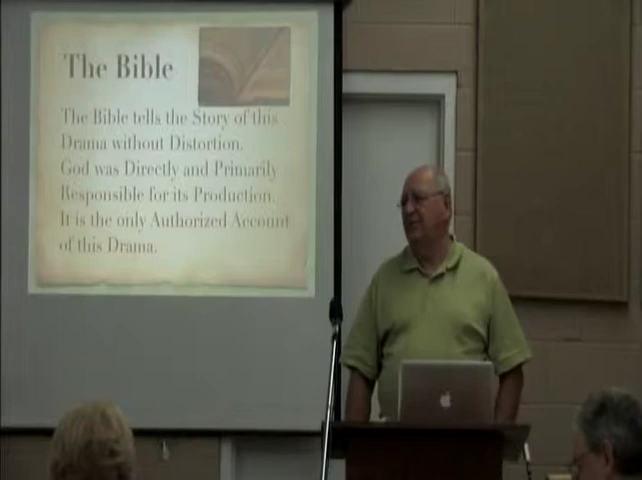 The Bible
The Bible tells the Story of this
Drama without Distortion.
God was Directly and Primarily
Responsible for its Production.
It is the only Authorized Account
of this Drama.